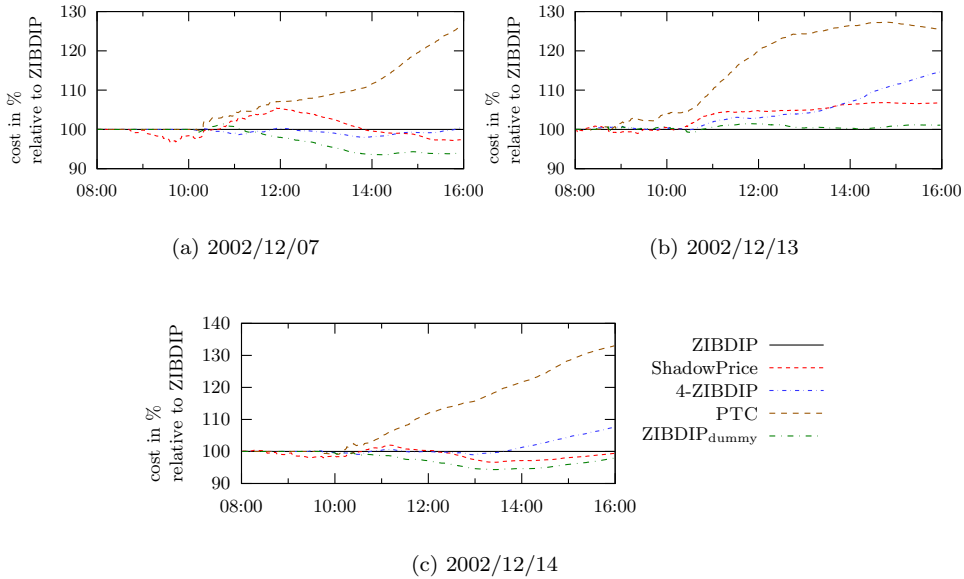 130
120
110
100
90
08:00 10:00 12:00 14:00 16:00
cost in %
relative to ZIBDIP
(a) 2002/12/07
130
120
110
100
90
08:00 10:00 12:00 14:00 16:00
cost in %
relative to ZIBDIP
(b) 2002/12/13
140
130
120
110
100
90
08:00 10:00 12:00 14:00 16:00
cost in %
relative to ZIBDIP
(c) 2002/12/14
ZIBDIP
ShadowPrice
4-ZIBDIP
PTC
ZIBDIPdummy